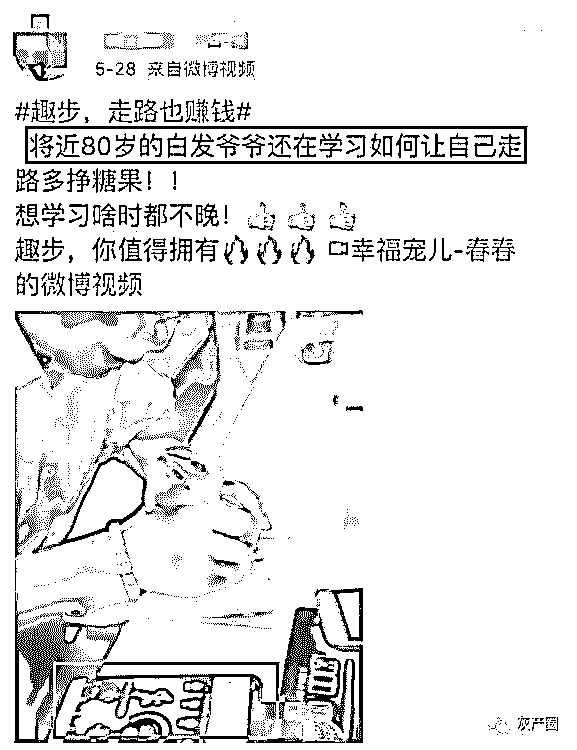 5-28 来自微博视频
#趣步，走路也赚钱#
将近80岁的白发爷爷还在学习如何让自己走
路多挣糖果！！
想学习啥时都不晚！👍👍👍
趣步，你值得拥有🔥🔥🔥 幸福宠儿-春春
的微博视频
灰产圈